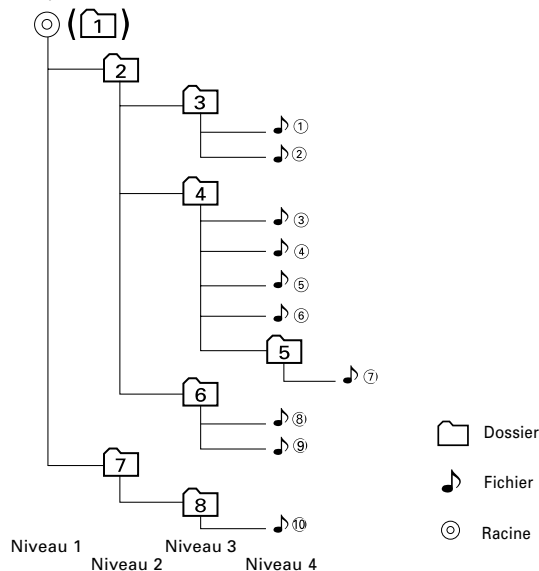 (1)
2
3
①
②
4
③
④
⑤
⑥
5
⑦
6
⑧
⑨
7
8
⑩
Dossier
Fichier
Racine
Niveau 1
Niveau 2
Niveau 3
Niveau 4